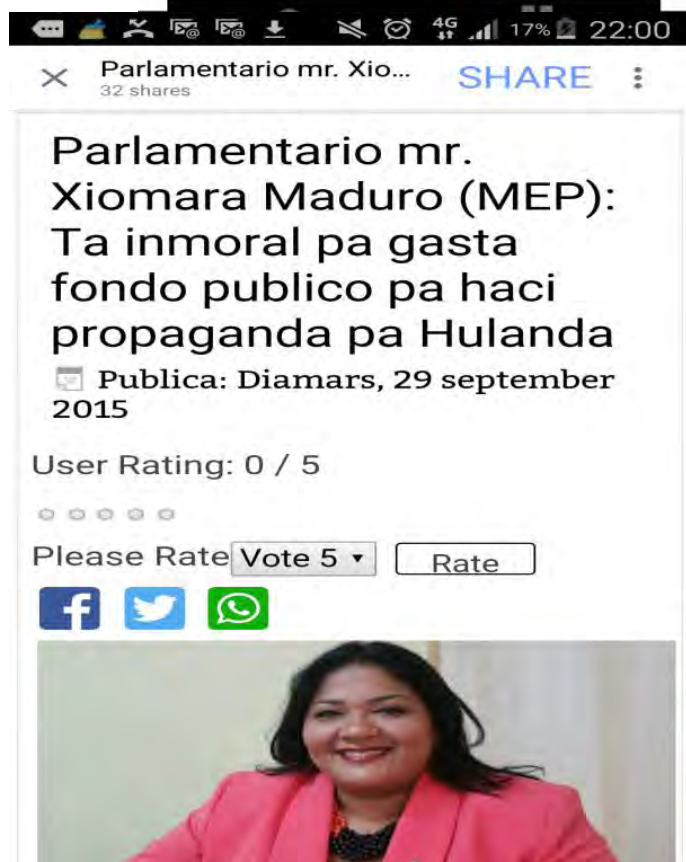 4G 17% 22:00
Parlamentario mr. Xio... SHARE
32 shares
Parlamentario mr.
Xiomara Maduro (MEP):
Ta inmoral pa gasta
fondo publico pa haci
propaganda pa Hulanda
Publica: Diamars, 29 september
2015
User Rating: 0 / 5
Please Rate Vote 5 Rate